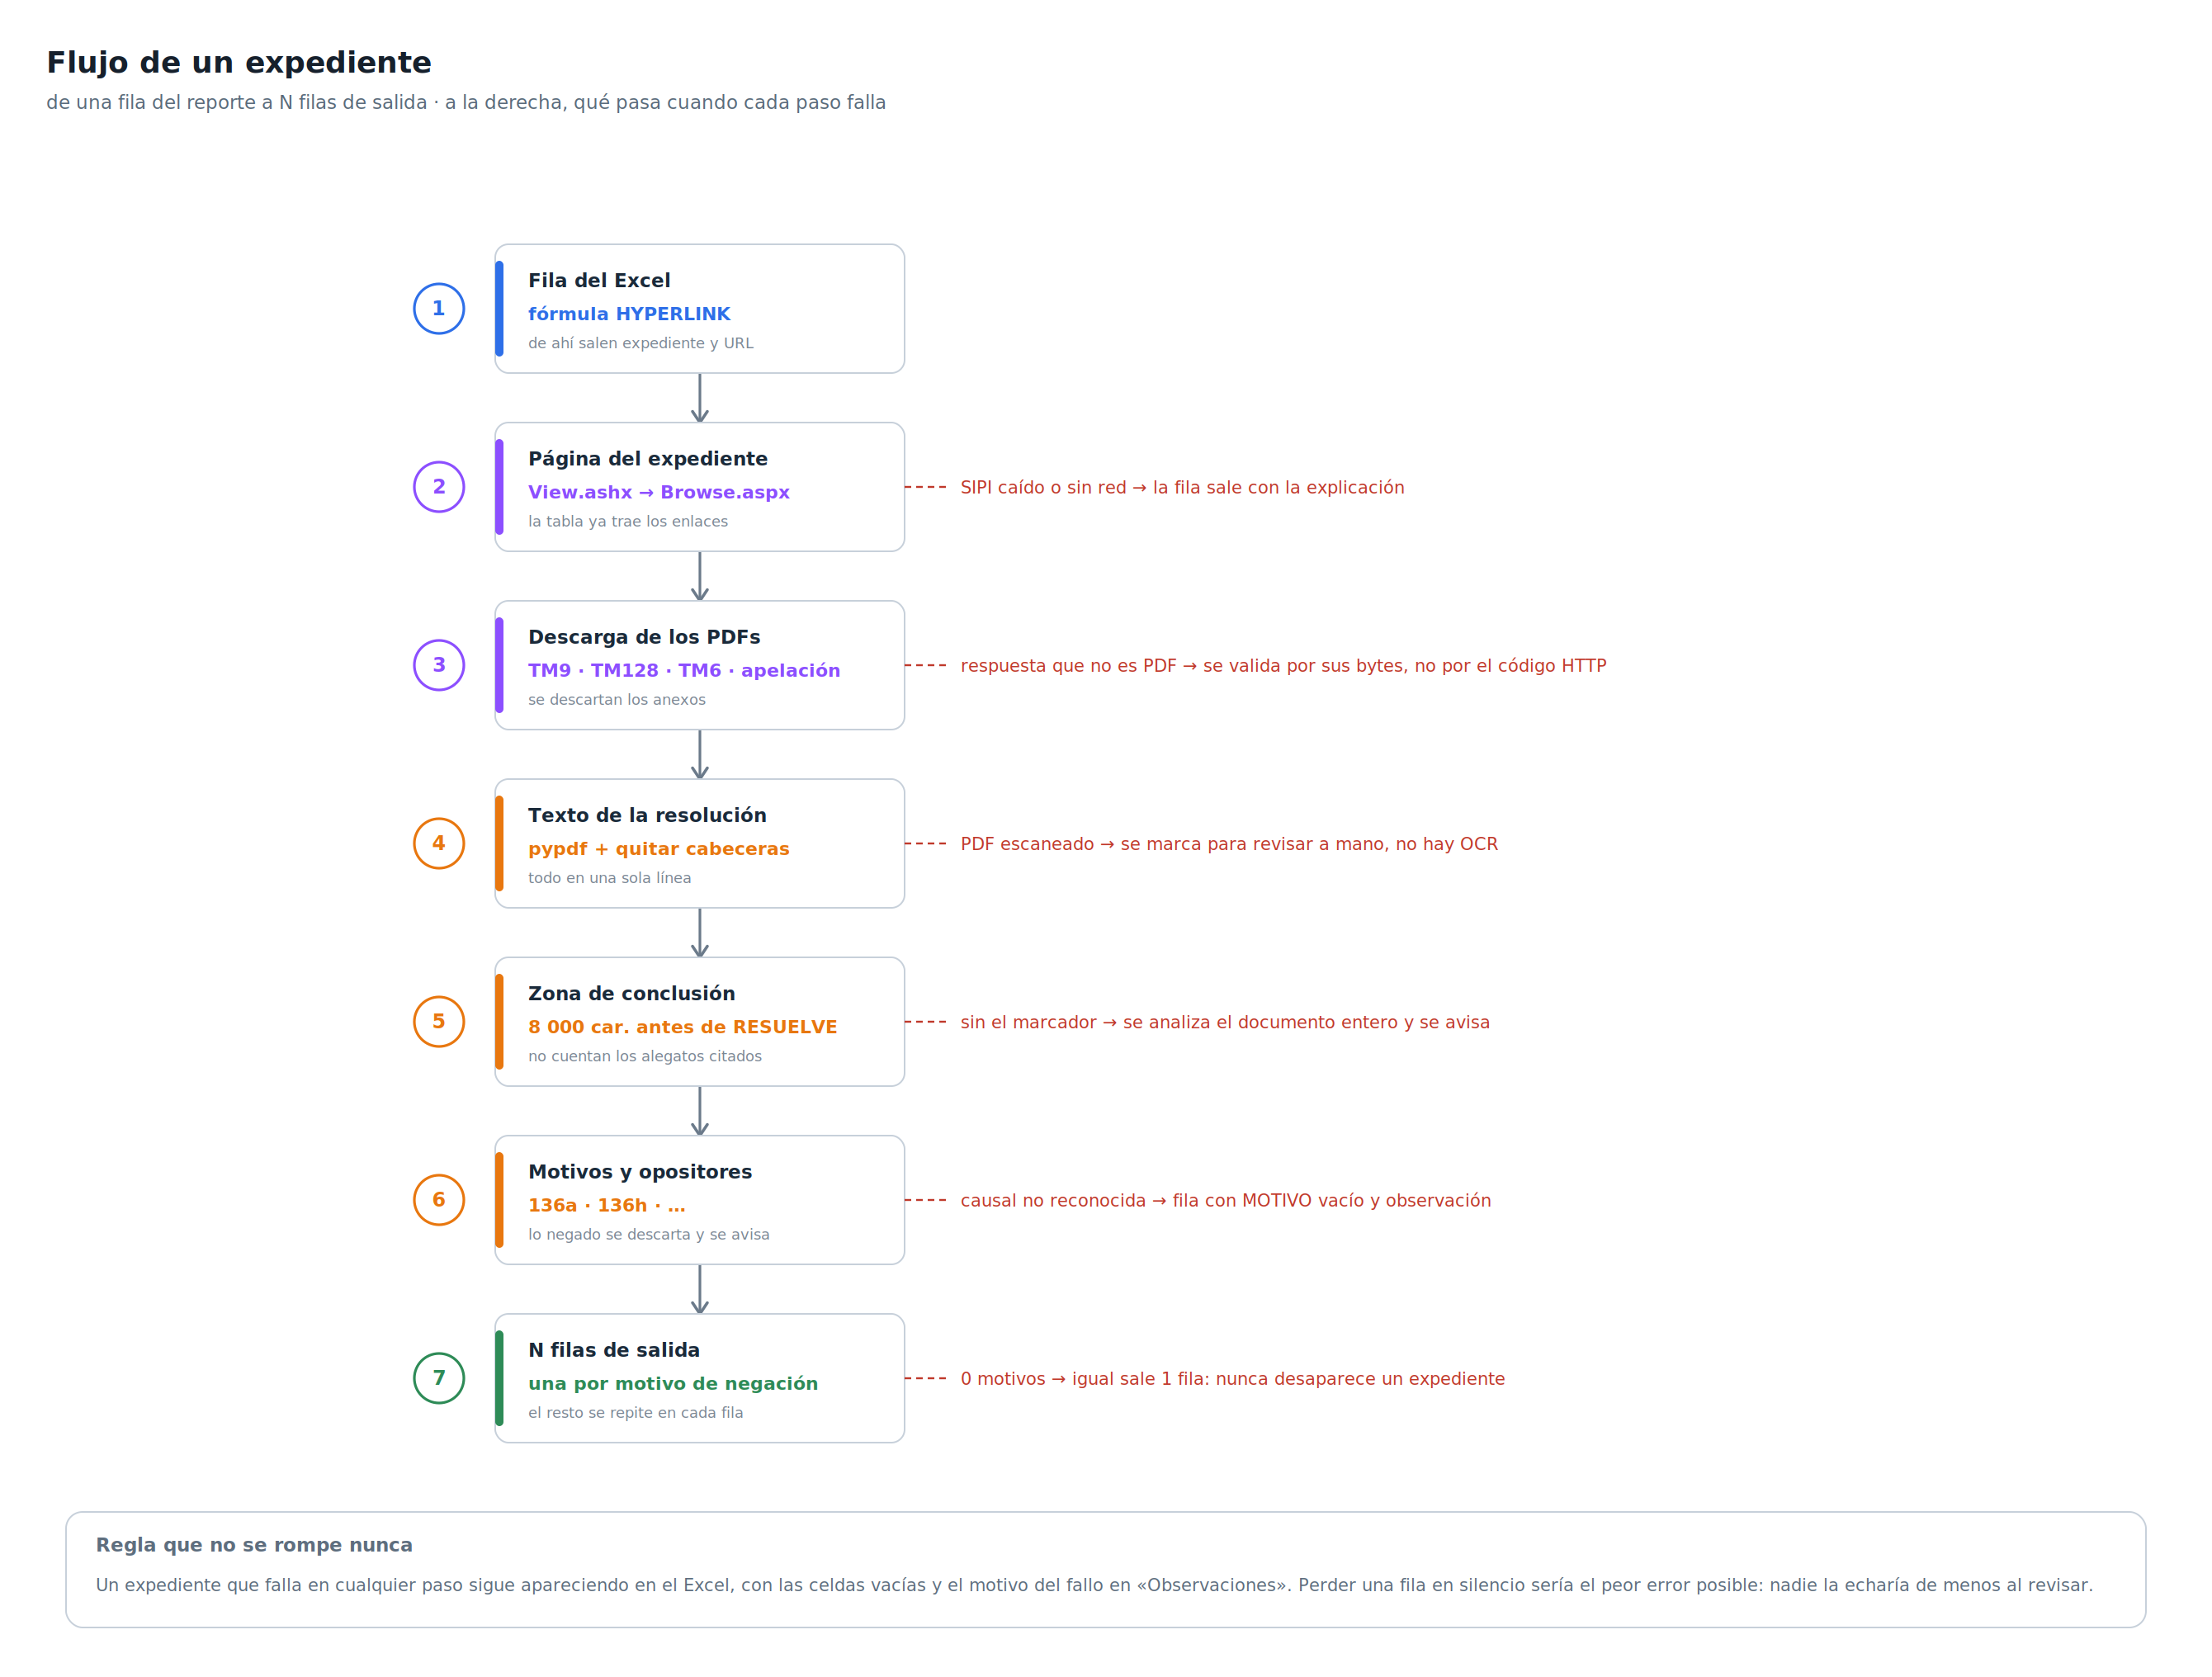 Flujo de un expediente
de una fila del reporte a N filas de salida · a la derecha, qué pasa cuando cada paso falla
1
Fila del Excel
fórmula HYPERLINK
de ahí salen expediente y URL
2
Página del expediente
View.ashx → Browse.aspx
la tabla ya trae los enlaces
SIPI caído o sin red → la fila sale con la explicación
3
Descarga de los PDFs
TM9 · TM128 · TM6 · apelación
se descartan los anexos
respuesta que no es PDF → se valida por sus bytes, no por el código HTTP
4
Texto de la resolución
pypdf + quitar cabeceras
todo en una sola línea
PDF escaneado → se marca para revisar a mano, no hay OCR
5
Zona de conclusión
8 000 car. antes de RESUELVE
no cuentan los alegatos citados
sin el marcador → se analiza el documento entero y se avisa
6
Motivos y opositores
136a · 136h · …
lo negado se descarta y se avisa
causal no reconocida → fila con MOTIVO vacío y observación
7
N filas de salida
una por motivo de negación
el resto se repite en cada fila
0 motivos → igual sale 1 fila: nunca desaparece un expediente
Regla que no se rompe nunca
Un expediente que falla en cualquier paso sigue apareciendo en el Excel, con las celdas vacías y el motivo del fallo en «Observaciones». Perder una fila en silencio sería el peor error posible: nadie la echaría de menos al revisar.